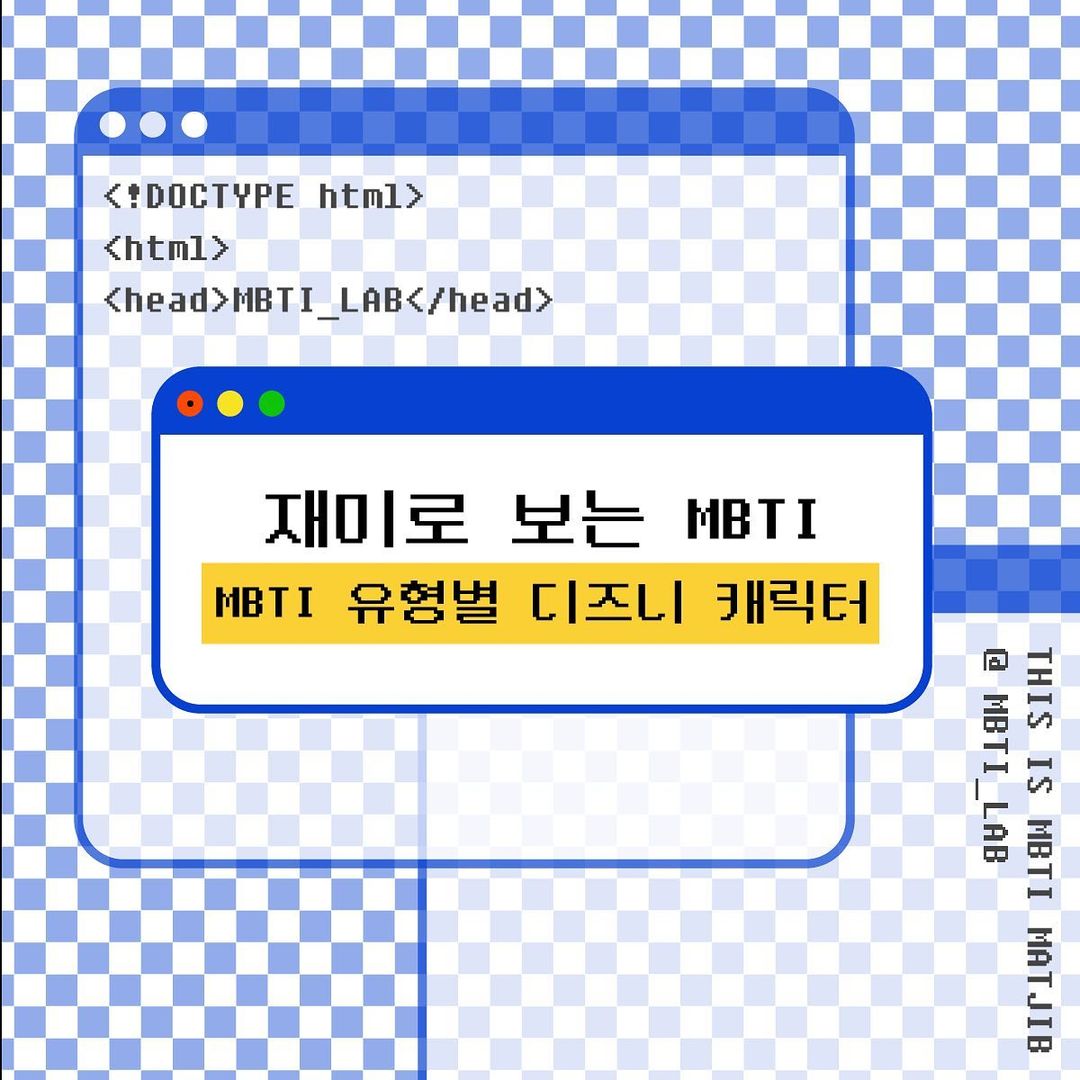 <!DOCTYPE html>
<html>
<head>MBTI_LAB</head>
재미로 보는 MBTI
MBTI 유형별 디즈니 캐릭터
THIS IS MBTI MATJIB
@ MBTI_LAB